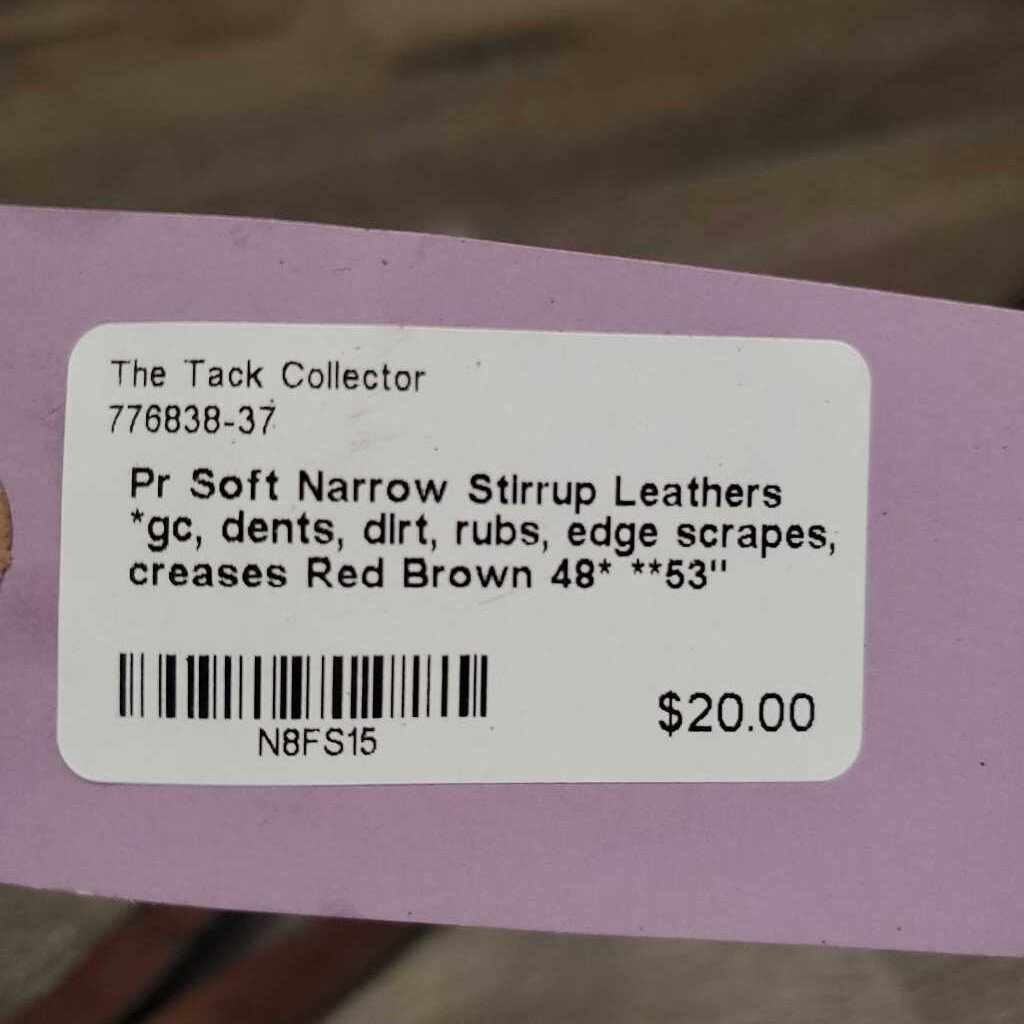 The Tack Collector
776838-37
Pr Soft Narrow Stirrup Leathers
*gc, dents, dirt, rubs, edge scrapes,
creases Red Brown 48* **53"
N8FS15
$20.00